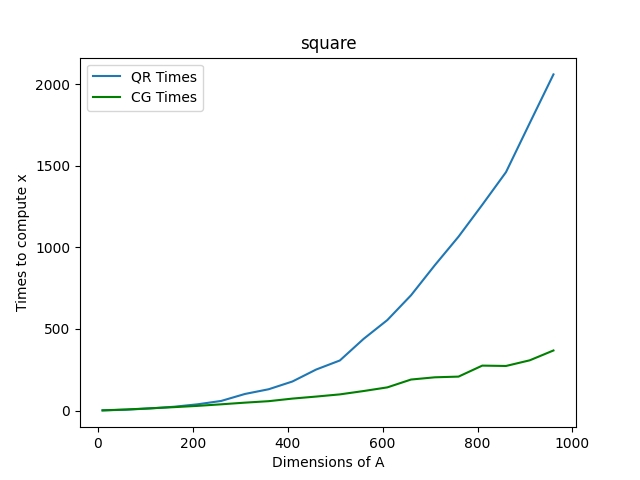 square
QR Times
CG Times
2000
1500
1000
500
0
Times to compute x
0 200 400 600 800 1000
Dimensions of A